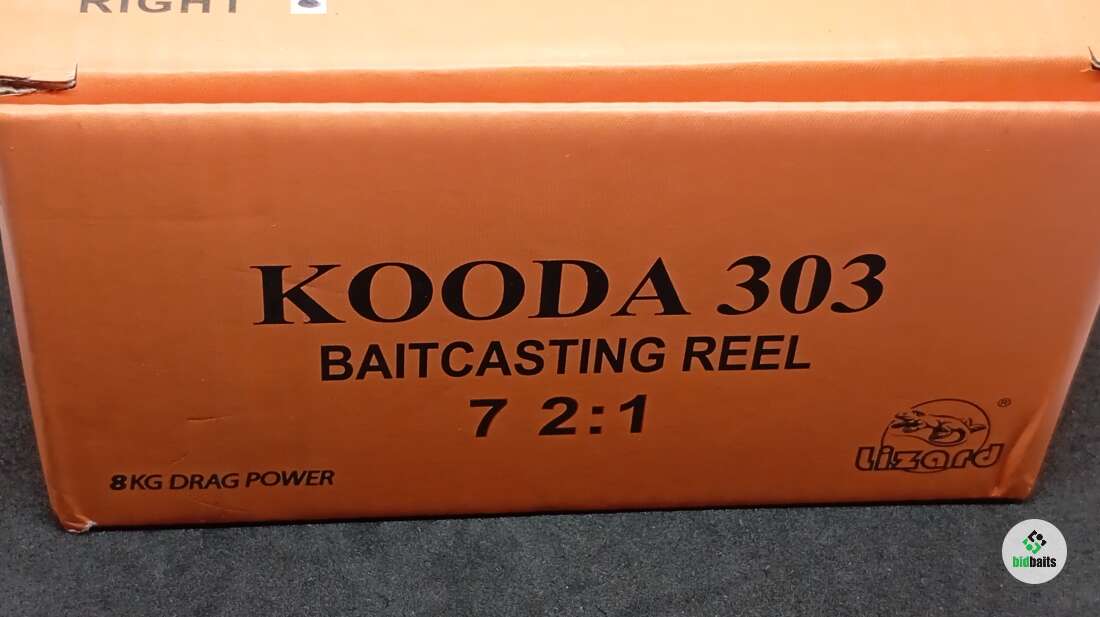 RIGHT
KOODA 303
BAITCASTING REEL
7 2:1
8KG DRAG POWER
Lizard ®
bidbaits